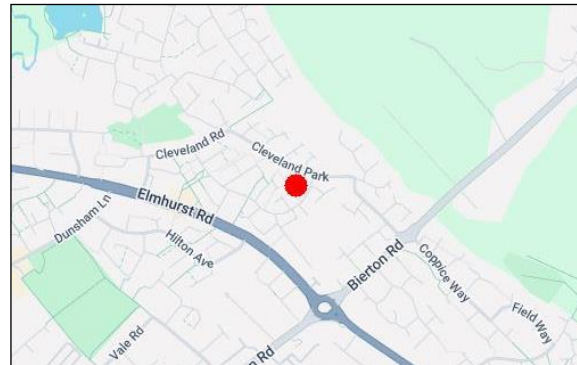 Cleveland Rd
Cleveland Park
Elmhurst Rd
Dunsham Ln
Hilton Ave
Bierton Rd
Coppice Way
Field Way
Vale Rd
Rd